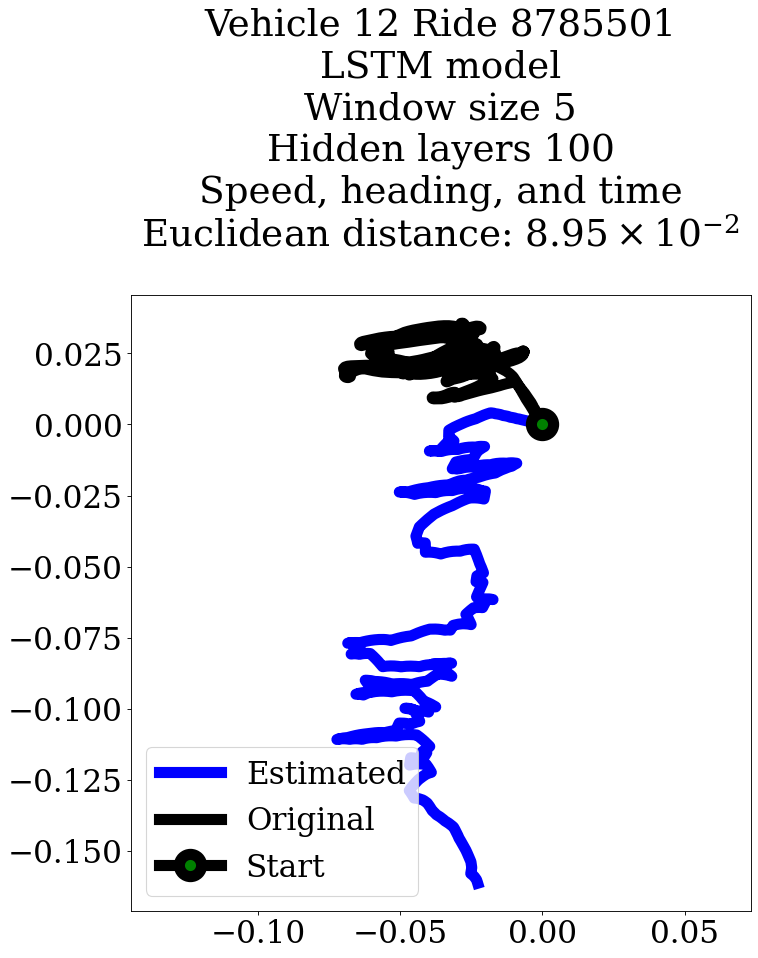 Vehicle 12 Ride 8785501
LSTM model
Window size 5
Hidden layers 100
Speed, heading, and time
Euclidean distance: 8.95 × 10⁻²
0.025
0.000
−0.025
−0.050
−0.075
−0.100
−0.125
−0.150
Estimated
Original
Start
−0.10
−0.05
0.00
0.05